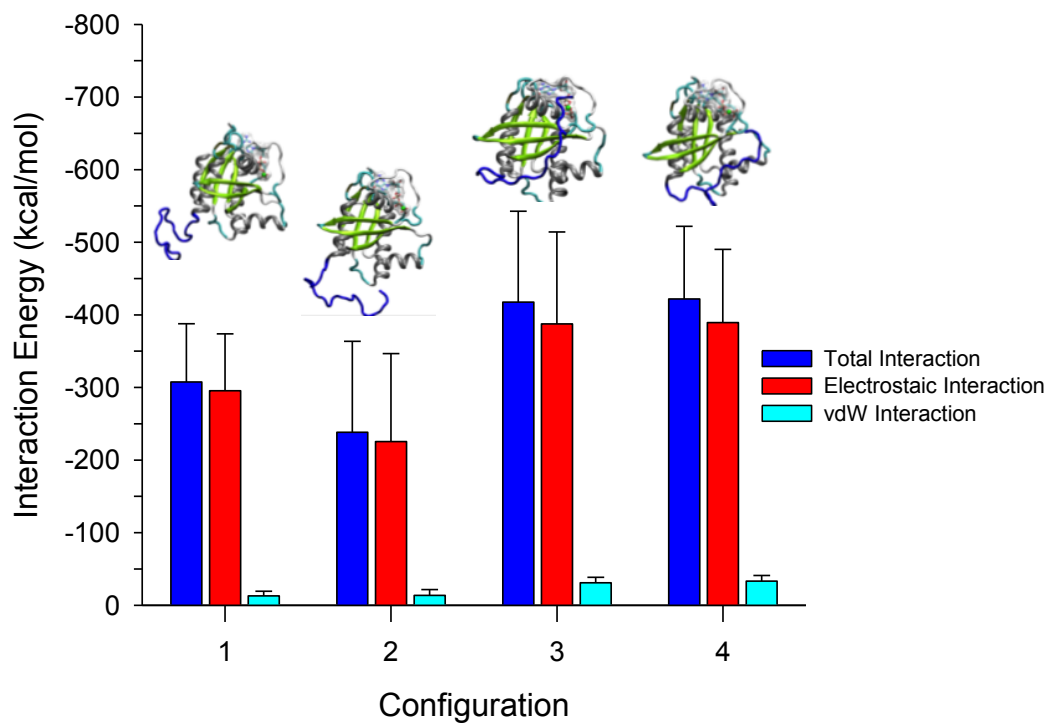 -800
-700
-600
-500
-400
-300
-200
-100
0
Interaction Energy (kcal/mol)
Total Interaction
Electrostaic Interaction
vdW Interaction
1 2 3 4
Configuration